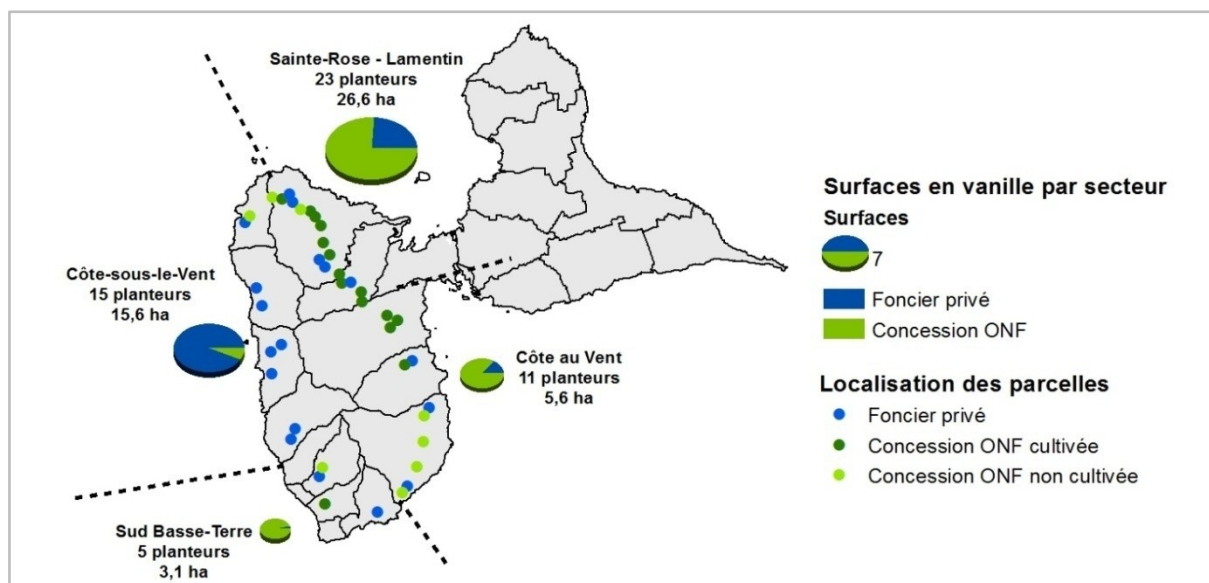 Sainte-Rose - Lamentin
23 planteurs
26,6 ha
Côte-sous-le-Vent
15 planteurs
15,6 ha
Côte au Vent
11 planteurs
5,6 ha
Sud Basse-Terre
5 planteurs
3,1 ha
Surfaces en vanille par secteur
Surfaces
7
Foncier privé
Concession ONF
Localisation des parcelles
Foncier privé
Concession ONF cultivée
Concession ONF non cultivée